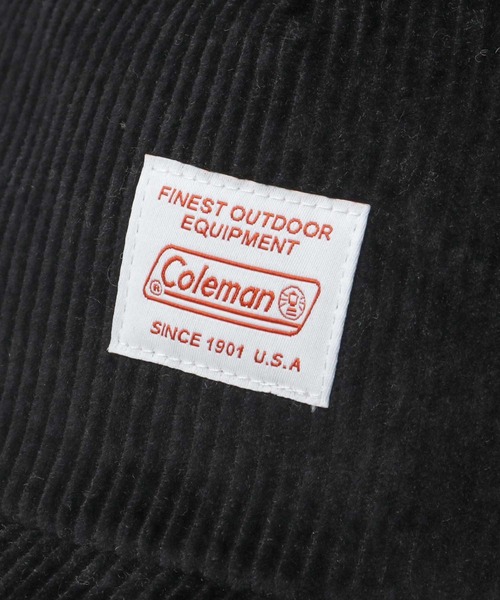 FINEST OUTDOOR
EQUIPMENT
Coleman
®
SINCE 1901 U.S.A